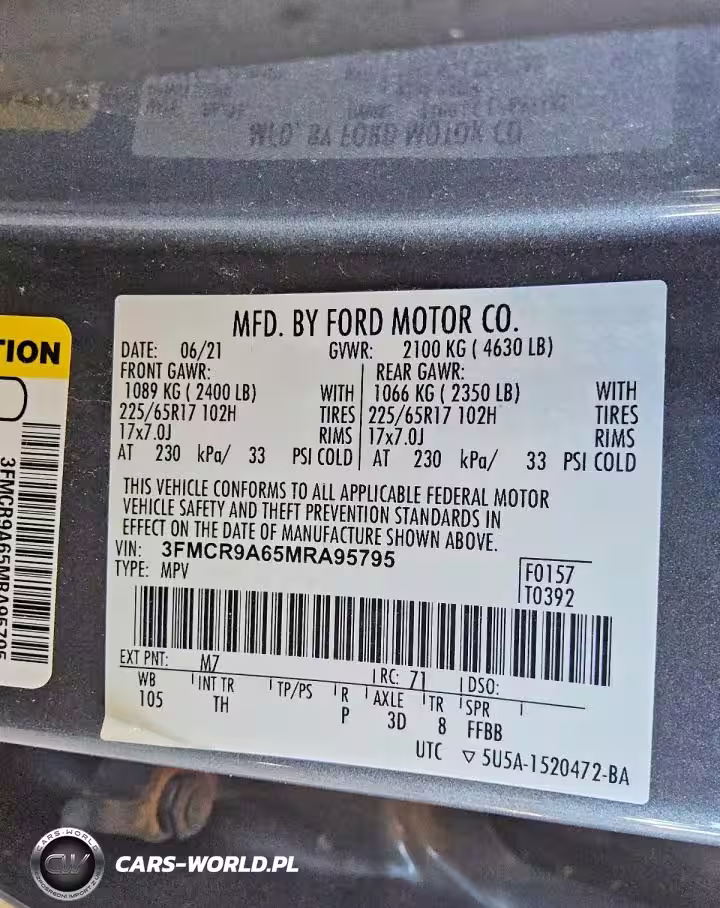 MFD. BY FORD MOTOR CO.
DATE: 06/21 GVWR: 2100 KG ( 4630 LB)
FRONT GAWR: REAR GAWR:
1089 KG ( 2400 LB) WITH 1066 KG ( 2350 LB) WITH
225/65R17 102H TIRES 225/65R17 102H TIRES
17x7.0J RIMS 17x7.0J RIMS
AT 230 kPa/ 33 PSI COLD AT 230 kPa/ 33 PSI COLD
THIS VEHICLE CONFORMS TO ALL APPLICABLE FEDERAL MOTOR
VEHICLE SAFETY AND THEFT PREVENTION STANDARDS IN
EFFECT ON THE DATE OF MANUFACTURE SHOWN ABOVE.
VIN: 3FMCR9A65MRA95795
TYPE: MPV
F0157
T0392
EXT PNT: M7 RC: 71 DSO:
WB INT TR TP/PS R AXLE TR SPR
105 TH P 3D 8 FFBB
UTC ▽ 5U5A-1520472-BA
TION
3FMCR9A65MRA95795
CARS-WORLD
CW
CARS-WORLD.PL